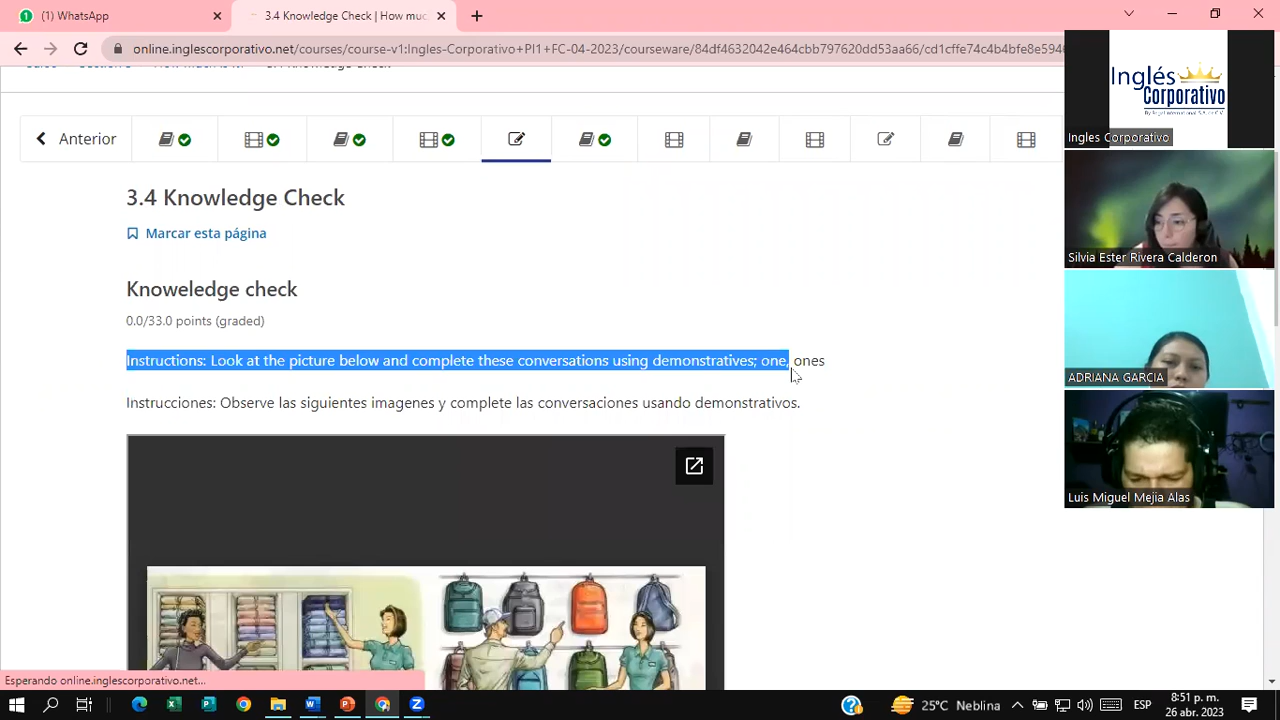 (1) WhatsApp
3.4 Knowledge Check | How muc
online.inglescorporativo.net/courses/course-v1:Ingles-Corporativo+PI1+FC-04-2023/courseware/84df4632042e464cbb797620dd53aa66/cd1cffe74c4b4bfe8e594
Anterior
3.4 Knowledge Check
Marcar esta página
Knoweledge check
0.0/33.0 points (graded)
Instructions: Look at the picture below and complete these conversations using demonstratives; one, ones
Instrucciones: Observe las siguientes imagenes y complete las conversaciones usando demonstrativos.
Esperando online.inglescorporativo.net...
Inglés
Corporativo
Ingles Corporativo
Silvia Ester Rivera Calderon
ADRIANA GARCIA
Luis Miguel Mejia Alas
25°C Neblina
ESP
8:51 p. m.
26 abr. 2023